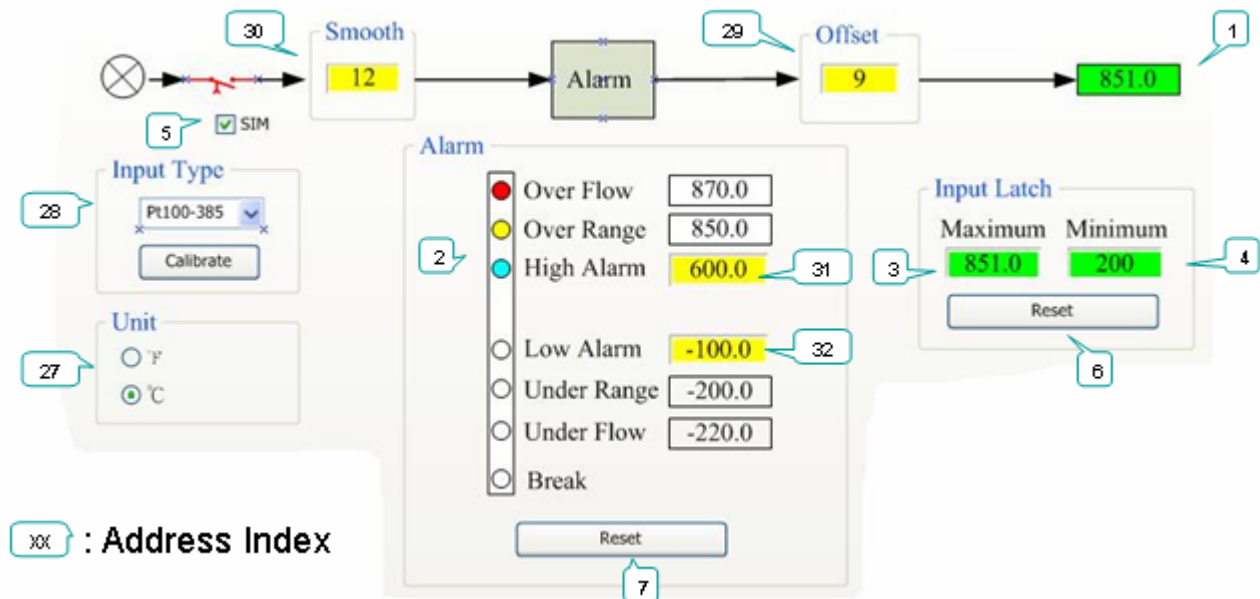 30
Smooth
29
Offset
1
12
Alarm
9
851.0
5
SIM
Input Type
28
Pt100-385
Calibrate
Unit
27
°F
°C
Alarm
2
Over Flow 870.0
Over Range 850.0
High Alarm 600.0
31
Low Alarm -100.0
32
Under Range -200.0
Under Flow -220.0
Break
Reset
7
Input Latch
Maximum Minimum
3
851.0 200
4
Reset
6
xx : Address Index